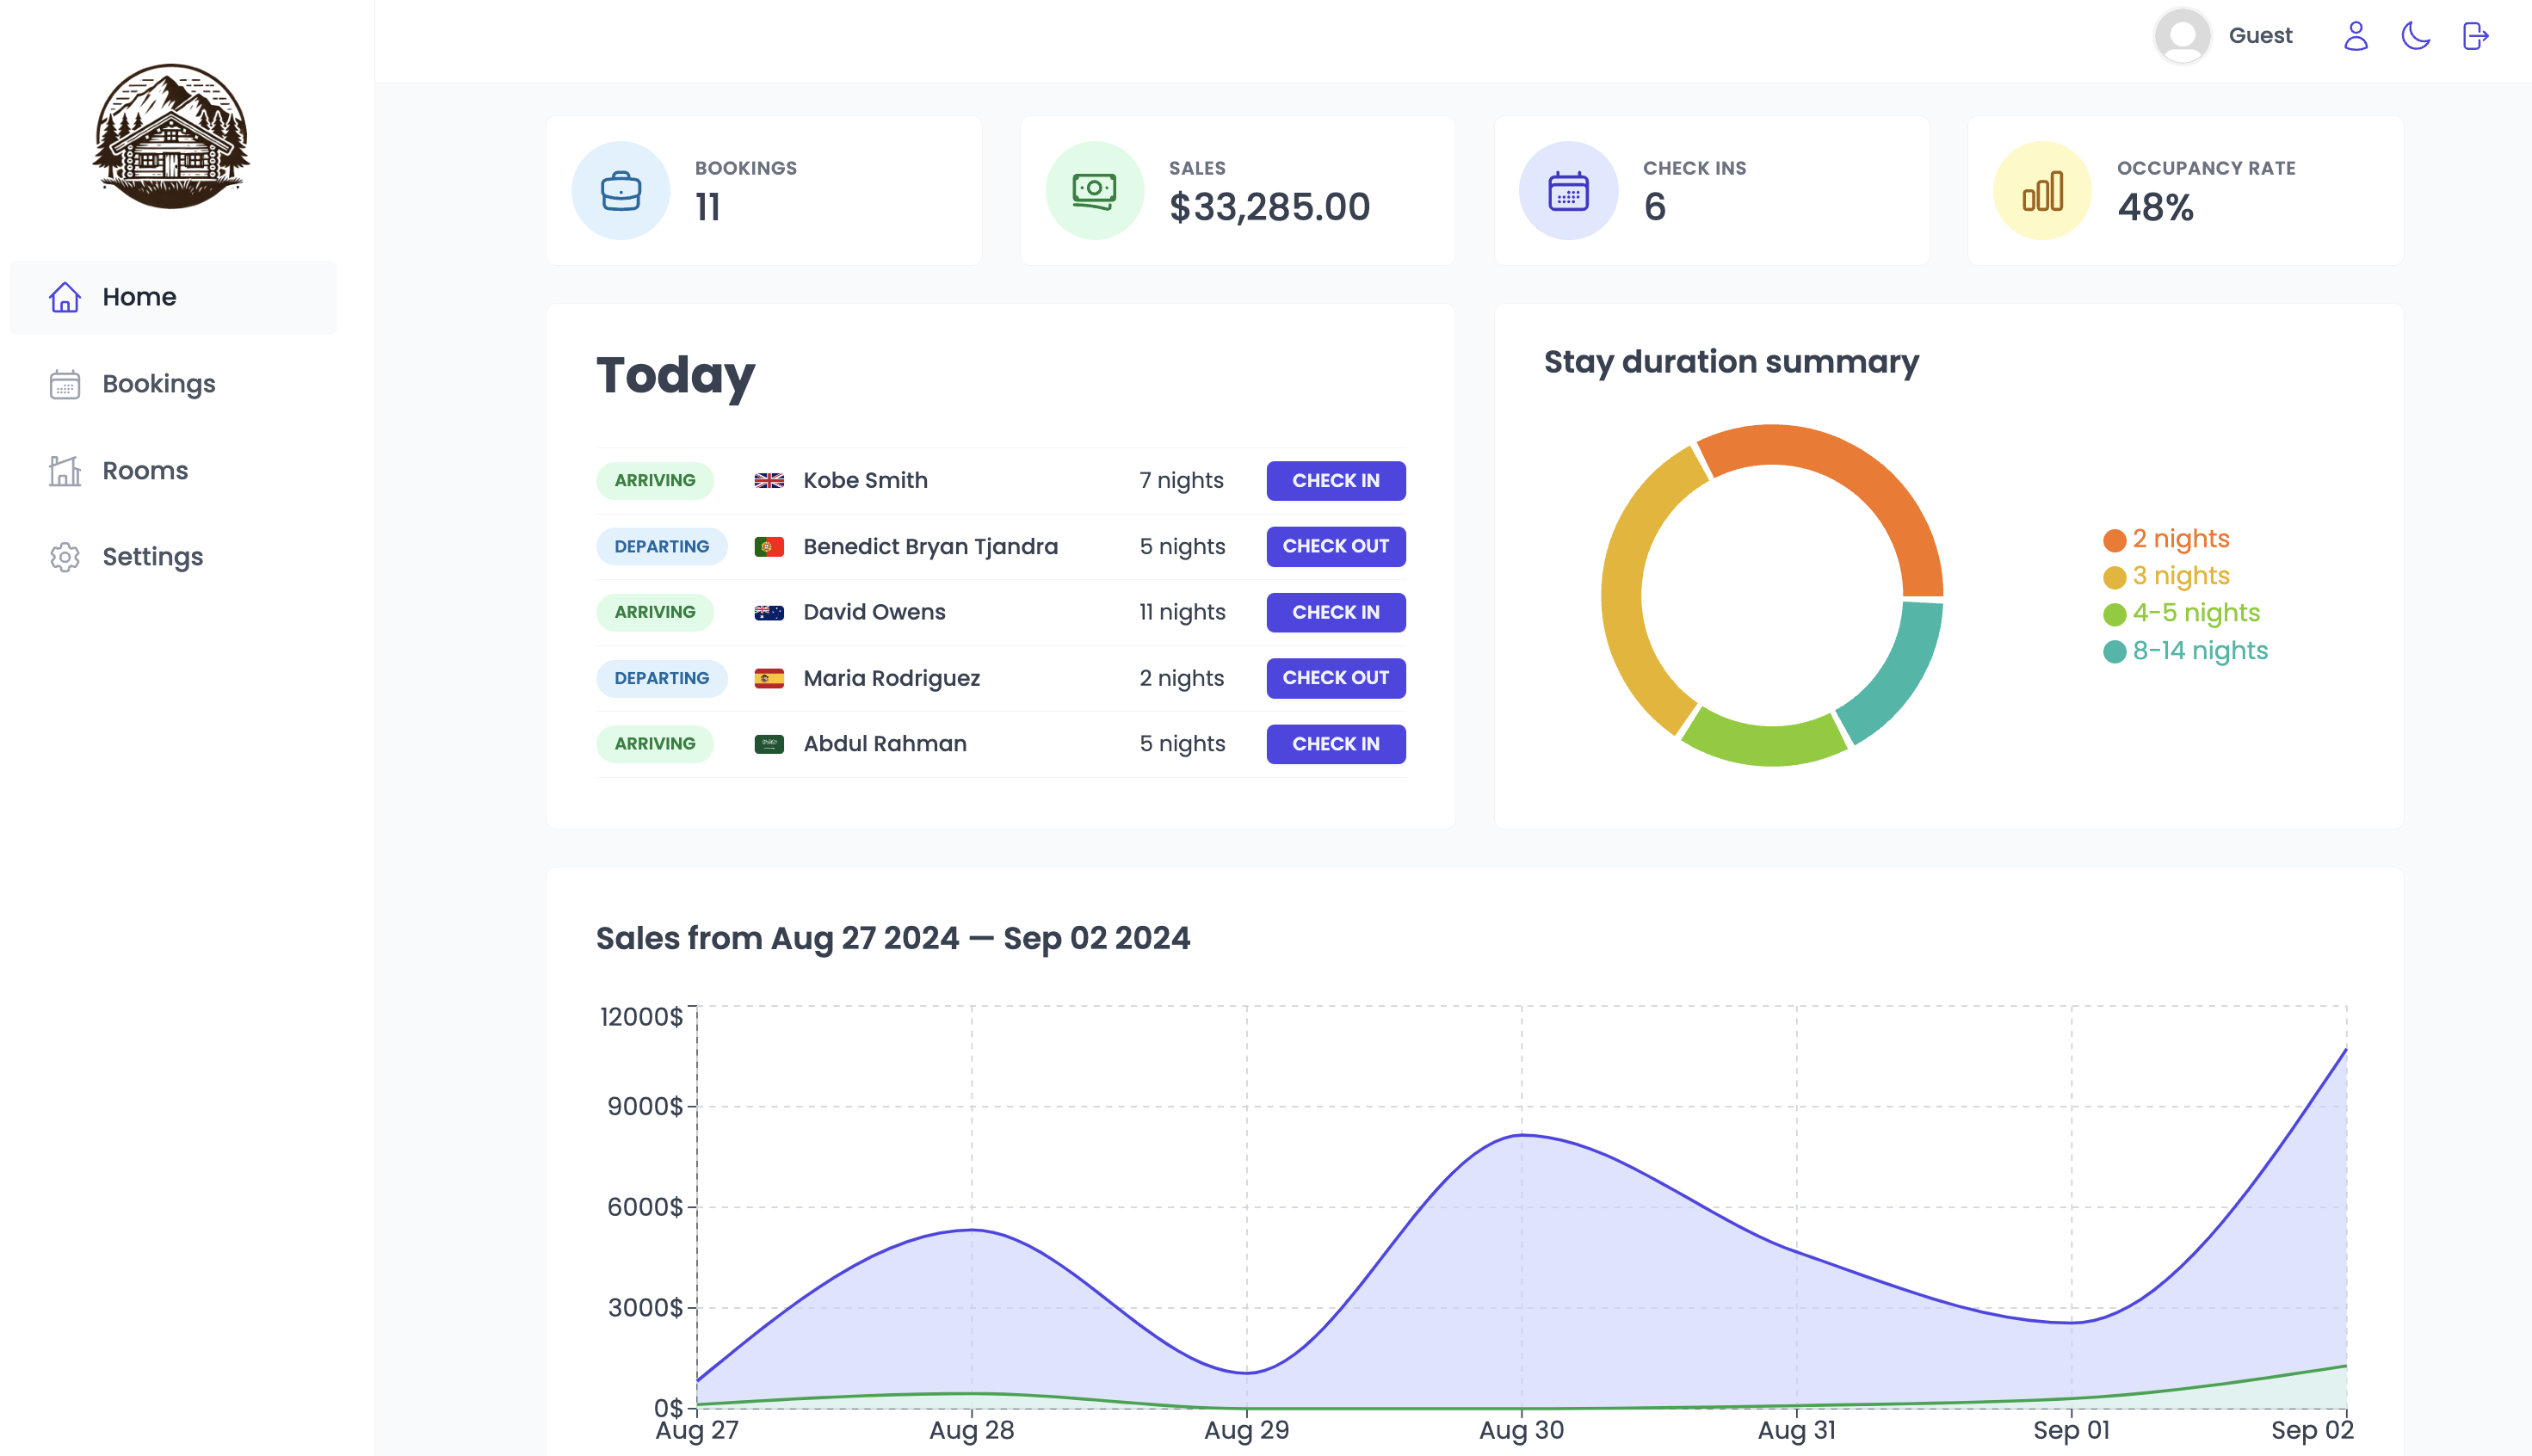 Guest
Home
Bookings
Rooms
Settings
BOOKINGS
11
SALES
$33,285.00
CHECK INS
6
OCCUPANCY RATE
48%
Today
ARRIVING Kobe Smith 7 nights CHECK IN
DEPARTING Benedict Bryan Tjandra 5 nights CHECK OUT
ARRIVING David Owens 11 nights CHECK IN
DEPARTING Maria Rodriguez 2 nights CHECK OUT
ARRIVING Abdul Rahman 5 nights CHECK IN
Stay duration summary
2 nights
3 nights
4-5 nights
8-14 nights
Sales from Aug 27 2024 — Sep 02 2024
12000$
9000$
6000$
3000$
0$
Aug 27 Aug 28 Aug 29 Aug 30 Aug 31 Sep 01 Sep 02